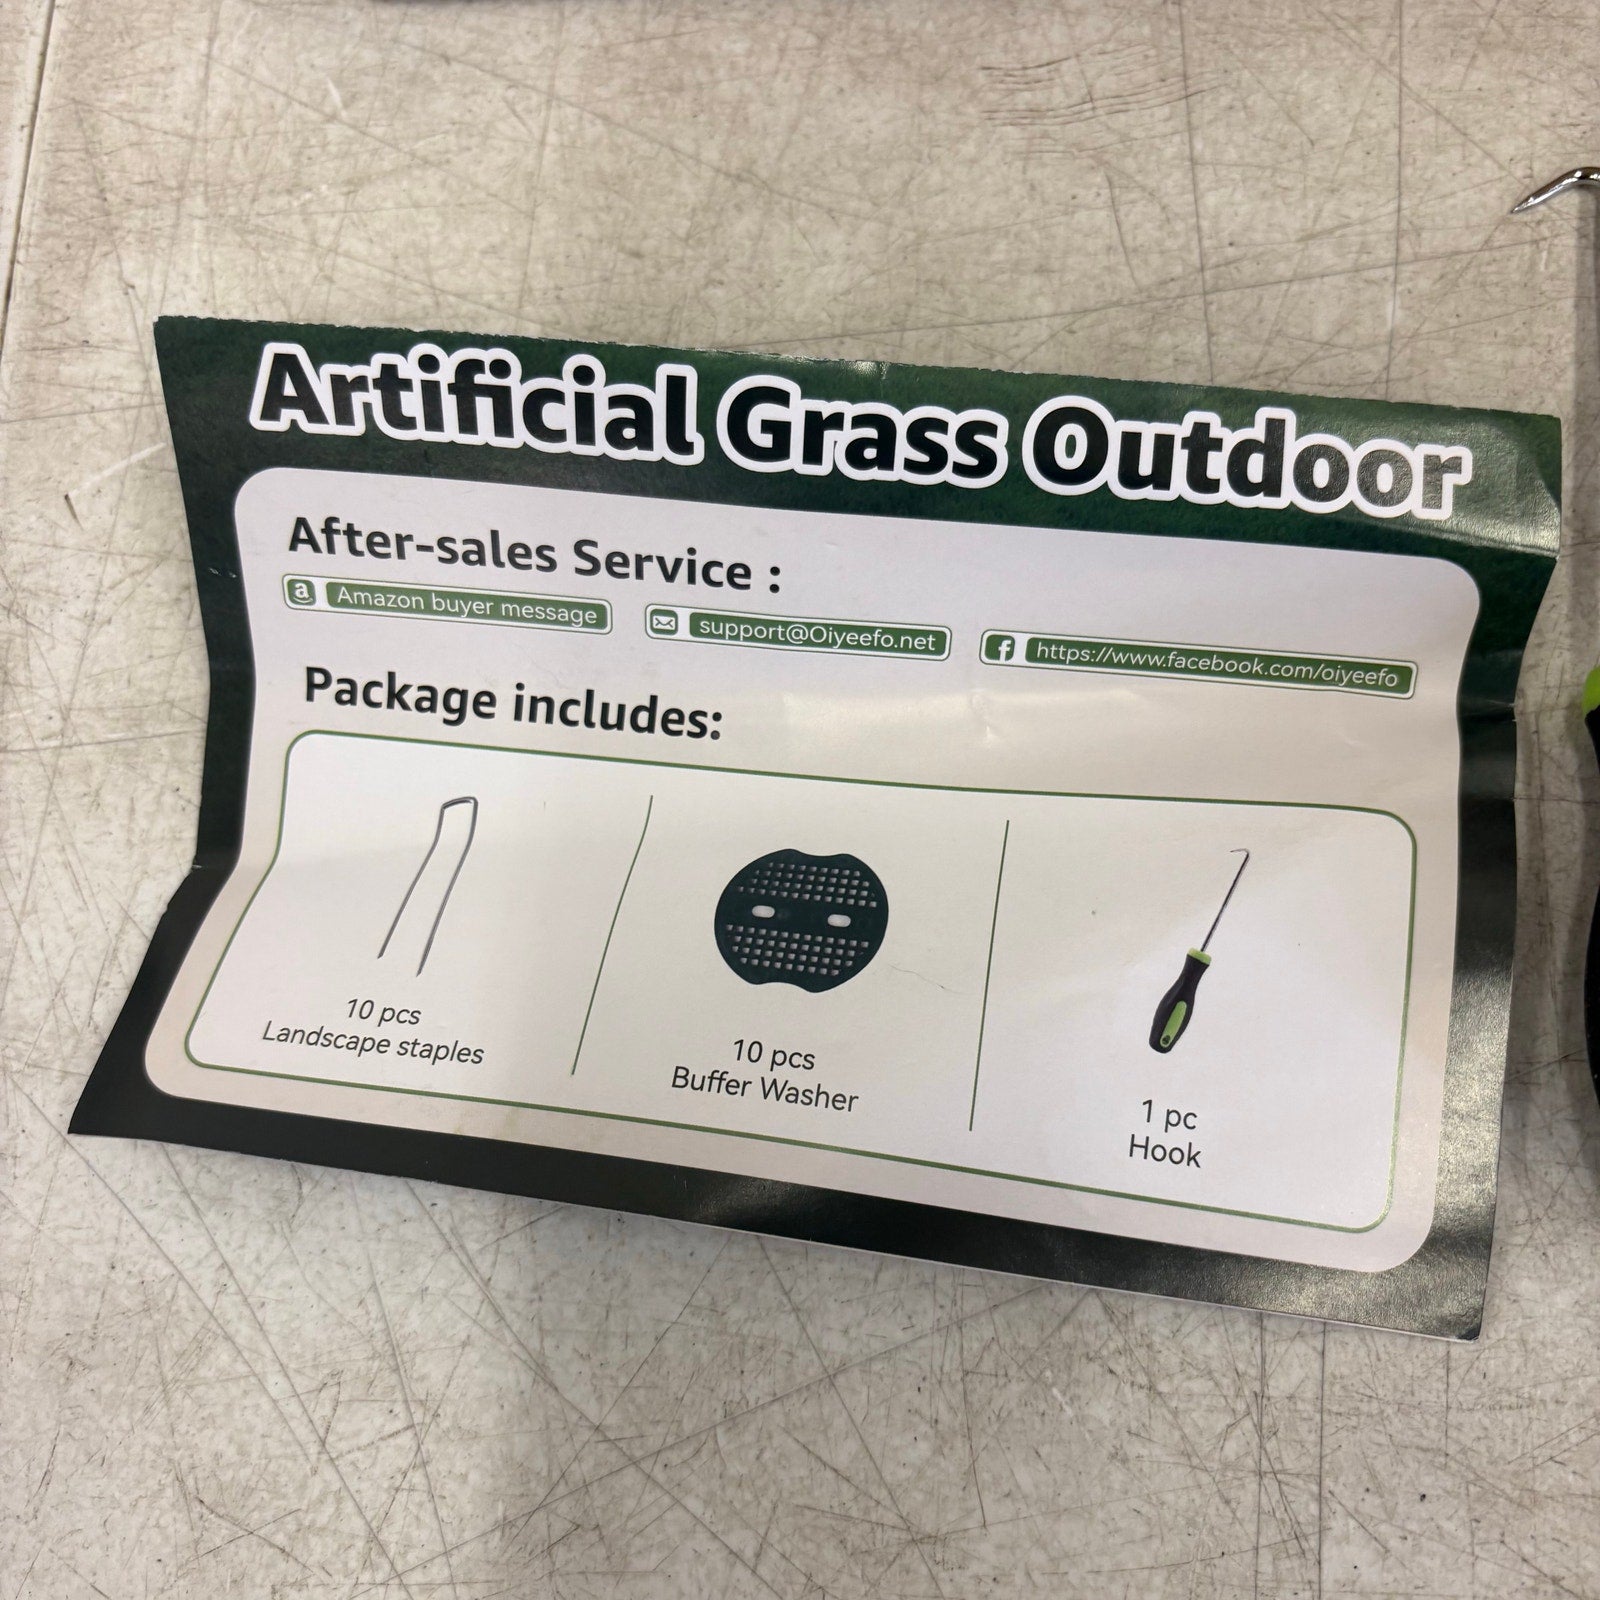 Artificial Grass Outdoor
After-sales Service :
a Amazon buyer message
support@Oiyeefo.net
f https://www.facebook.com/oiyeefo
Package includes:
10 pcs
Landscape staples
10 pcs
Buffer Washer
1 pc
Hook